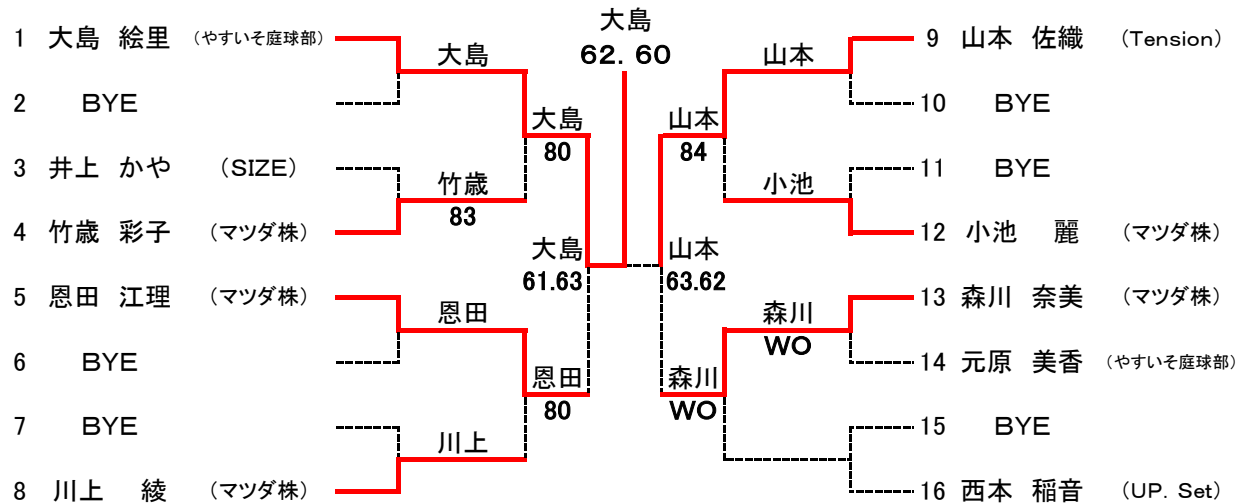 大島
62. 60
1 大島 絵里 (やすいそ庭球部)
大島
2 BYE
大島
80
3 井上 かや (SIZE)
竹歳
83
4 竹歳 彩子 (マツダ株)
大島
61.63
5 恩田 江理 (マツダ株)
恩田
6 BYE
恩田
80
7 BYE
川上
8 川上 綾 (マツダ株)
9 山本 佐織 (Tension)
山本
10 BYE
山本
84
11 BYE
小池
12 小池 麗 (マツダ株)
山本
63.62
13 森川 奈美 (マツダ株)
森川
WO
14 元原 美香 (やすいそ庭球部)
森川
WO
15 BYE
16 西本 稲音 (UP. Set)